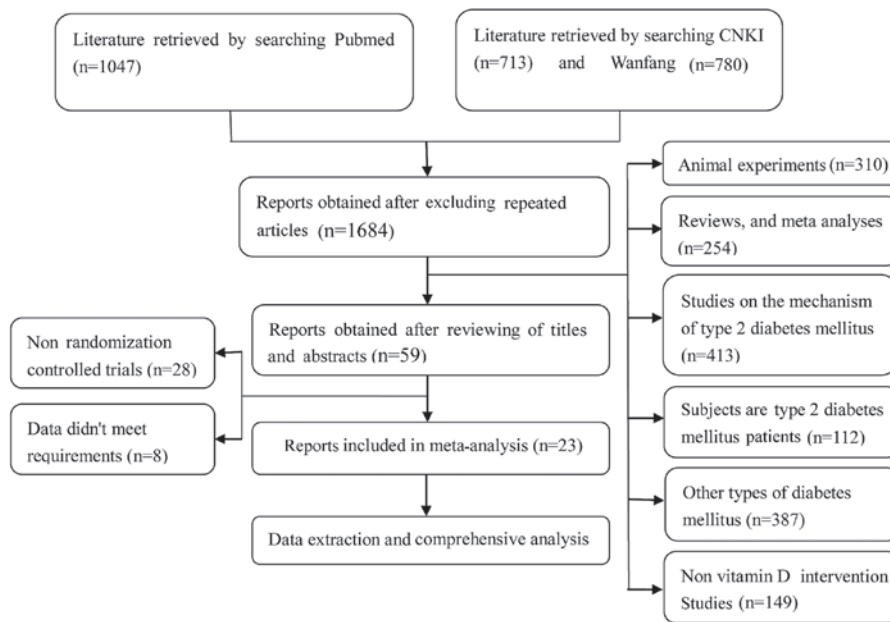 Literature retrieved by searching Pubmed
(n=1047)
Literature retrieved by searching CNKI
(n=713) and Wanfang (n=780)
Reports obtained after excluding repeated
articles (n=1684)
Animal experiments (n=310)
Reviews, and meta analyses
(n=254)
Studies on the mechanism
of type 2 diabetes mellitus
(n=413)
Subjects are type 2 diabetes
mellitus patients (n=112)
Other types of diabetes
mellitus (n=387)
Non vitamin D intervention
Studies (n=149)
Reports obtained after reviewing of titles
and abstracts (n=59)
Non randomization
controlled trials (n=28)
Data didn't meet
requirements (n=8)
Reports included in meta-analysis (n=23)
Data extraction and comprehensive analysis